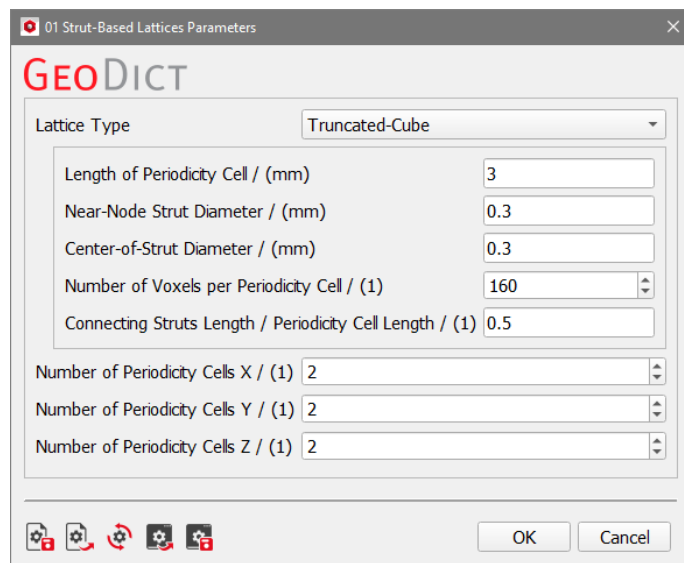 01 Strut-Based Lattices Parameters
GEODICT
Lattice Type Truncated-Cube
Length of Periodicity Cell / (mm) 3
Near-Node Strut Diameter / (mm) 0.3
Center-of-Strut Diameter / (mm) 0.3
Number of Voxels per Periodicity Cell / (1) 160
Connecting Struts Length / Periodicity Cell Length / (1) 0.5
Number of Periodicity Cells X / (1) 2
Number of Periodicity Cells Y / (1) 2
Number of Periodicity Cells Z / (1) 2
OK Cancel